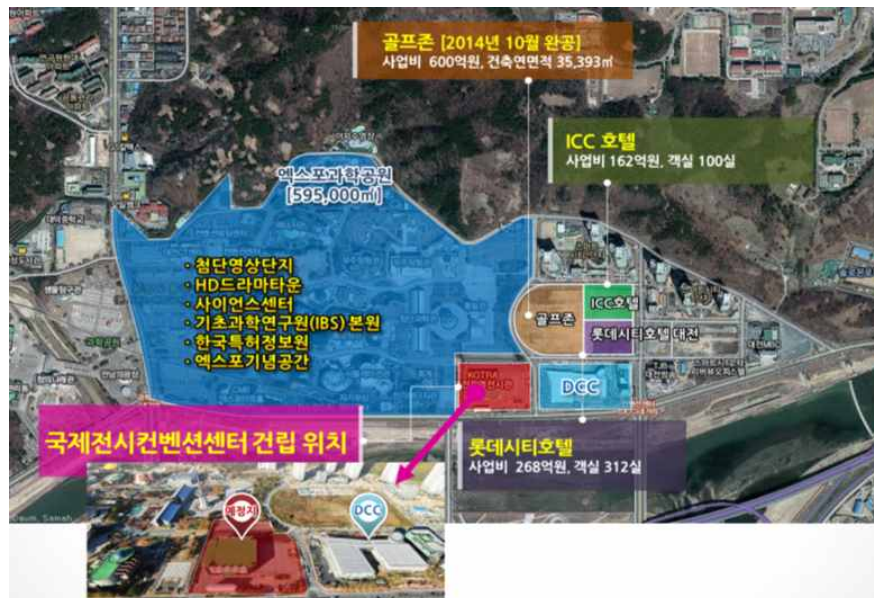 골프존 [2014년 10월 완공]
사업비 600억원, 건축연면적 35,393㎡
ICC 호텔
사업비 162억원, 객실 100실
엑스포과학공원
[595,000㎡]
· 첨단영상단지
· HD드라마타운
· 사이언스센터
· 기초과학연구원(IBS) 본원
· 한국특허정보원
· 엑스포기념공간
골프존
ICC호텔
롯데시티호텔 대전
대전MBC
KOTRA
DCC
국제전시컨벤션센터 건립 위치
롯데시티호텔
사업비 268억원, 객실 312실
예정지
DCC